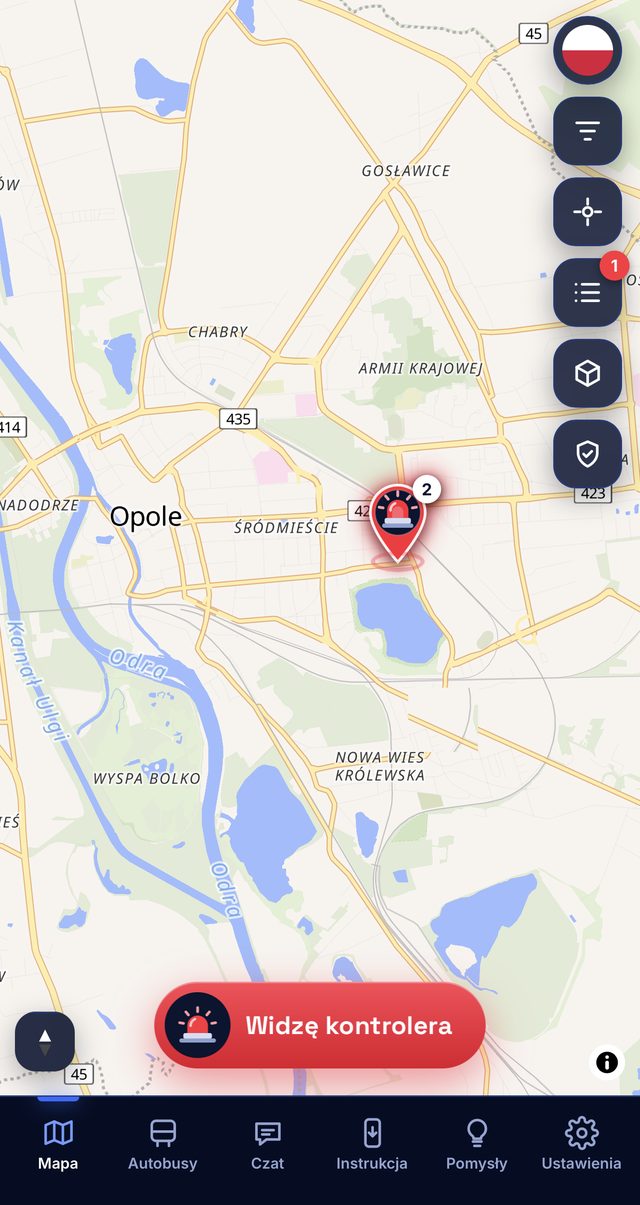 45
GOSŁAWICE
1
CHABRY
ARMII KRAJOWEJ
435
414
2
423
NADODRZE
Opole
ŚRÓDMIEŚCIE
Kanał Ulgi
Odra
NOWA WIES
KRÓLEWSKA
WYSPA BOLKO
Odra
Widzę kontrolera
45
Mapa
Autobusy
Czat
Instrukcja
Pomysły
Ustawienia